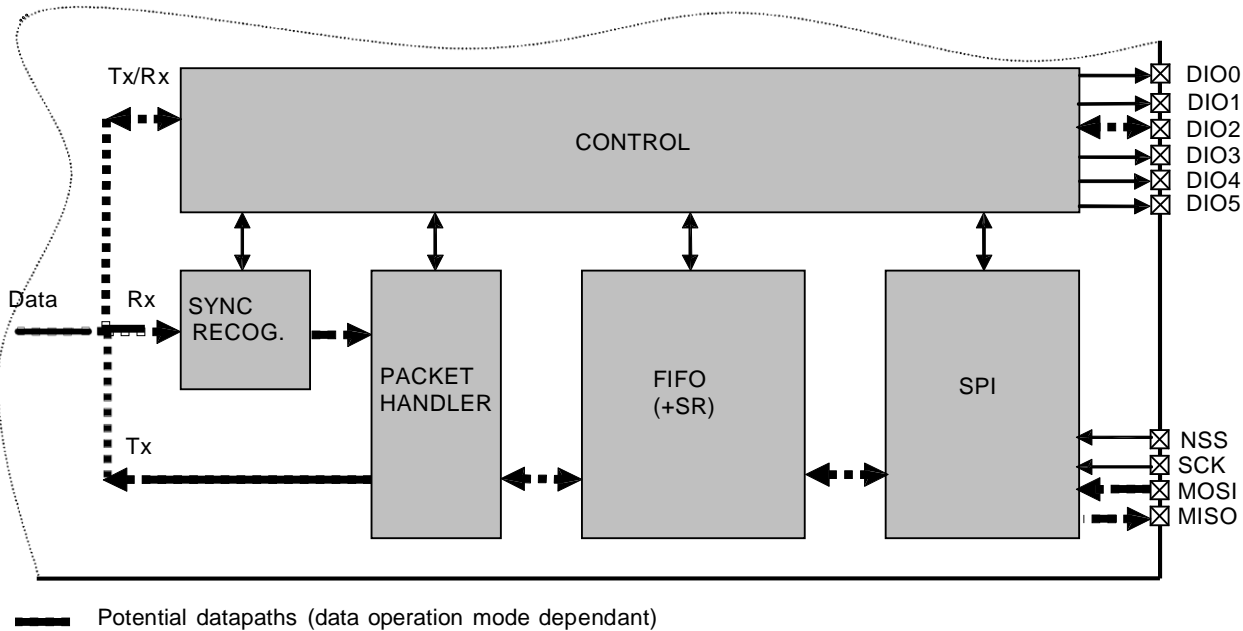 Tx/Rx
CONTROL
DIO0
DIO1
DIO2
DIO3
DIO4
DIO5
Data
Rx
SYNC
RECOG.
PACKET
HANDLER
FIFO
(+SR)
SPI
Tx
NSS
SCK
MOSI
MISO
Potential datapaths (data operation mode dependant)